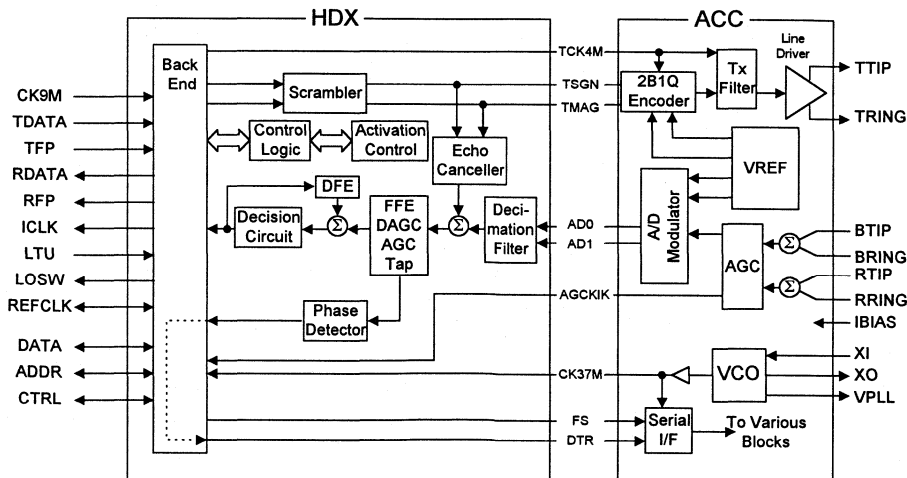 HDX
ACC
Back
End
CK9M
TDATA
TFP
RDATA
RFP
ICLK
LTU
LOSW
REFCLK
DATA
ADDR
CTRL
Scrambler
Control
Logic
Activation
Control
Echo
Canceller
DFE
Decision
Circuit
Σ
FFE
DAGC
AGC
Tap
Σ
Deci-
mation
Filter
Phase
Detector
TCK4M
TSGN
TMAG
AD0
AD1
AGCKIK
CK37M
FS
DTR
2B1Q
Encoder
Tx
Filter
Line
Driver
VREF
A/D
Modulator
AGC
Σ
Σ
VCO
Serial
I/F
To Various
Blocks
TTIP
TRING
BTIP
BRING
RTIP
RRING
IBIAS
XI
XO
VPLL